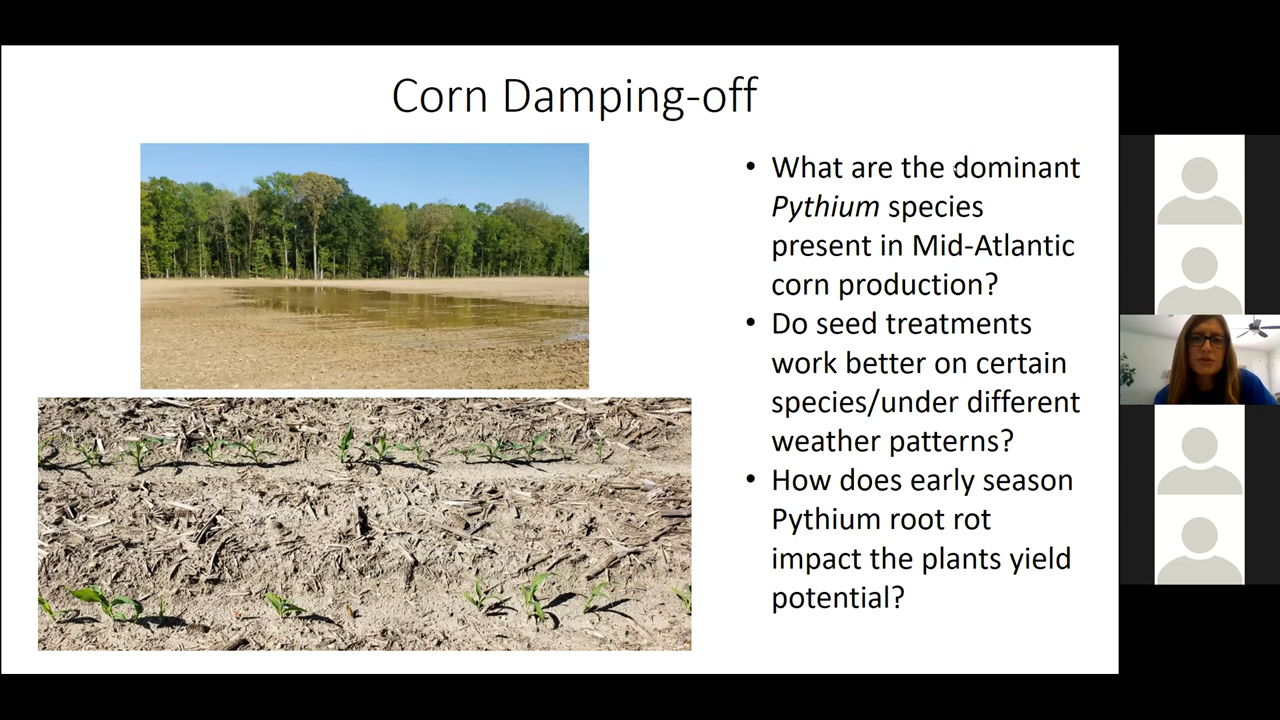 Corn Damping-off
• What are the dominant
Pythium species
present in Mid-Atlantic
corn production?
• Do seed treatments
work better on certain
species/under different
weather patterns?
• How does early season
Pythium root rot
impact the plants yield
potential?